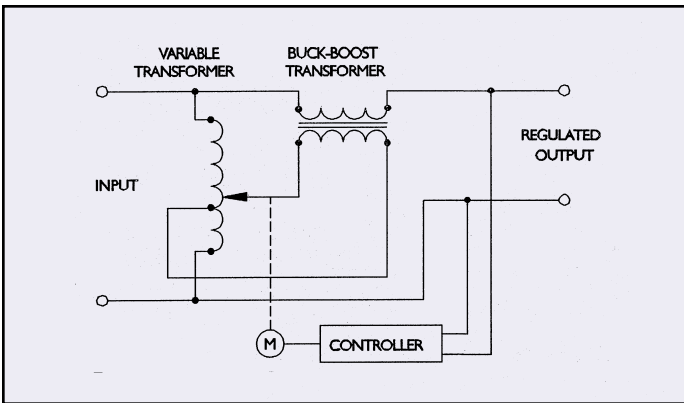 VARIABLE
TRANSFORMER
BUCK-BOOST
TRANSFORMER
REGULATED
OUTPUT
INPUT
M
CONTROLLER